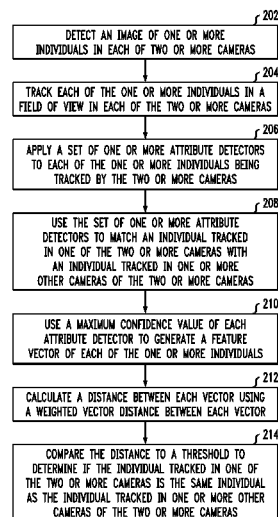 202
DETECT AN IMAGE OF ONE OR MORE
INDIVIDUALS IN EACH OF TWO OR MORE CAMERAS
204
TRACK EACH OF THE ONE OR MORE INDIVIDUALS IN A
FIELD OF VIEW IN EACH OF THE TWO OR MORE CAMERAS
206
APPLY A SET OF ONE OR MORE ATTRIBUTE DETECTORS
TO EACH OF THE ONE OR MORE INDIVIDUALS BEING
TRACKED BY THE TWO OR MORE CAMERAS
208
USE THE SET OF ONE OR MORE ATTRIBUTE
DETECTORS TO MATCH AN INDIVIDUAL TRACKED
IN ONE OF THE TWO OR MORE CAMERAS WITH
AN INDIVIDUAL TRACKED IN ONE OR MORE
OTHER CAMERAS OF THE TWO OR MORE CAMERAS
210
USE A MAXIMUM CONFIDENCE VALUE OF EACH
ATTRIBUTE DETECTOR TO GENERATE A FEATURE
VECTOR OF EACH OF THE ONE OR MORE INDIVIDUALS
212
CALCULATE A DISTANCE BETWEEN EACH VECTOR USING
A WEIGHTED VECTOR DISTANCE BETWEEN EACH VECTOR
214
COMPARE THE DISTANCE TO A THRESHOLD TO
DETERMINE IF THE INDIVIDUAL TRACKED IN ONE OF
THE TWO OR MORE CAMERAS IS THE SAME INDIVIDUAL
AS THE INDIVIDUAL TRACKED IN ONE OR MORE OTHER
CAMERAS OF THE TWO OR MORE CAMERAS